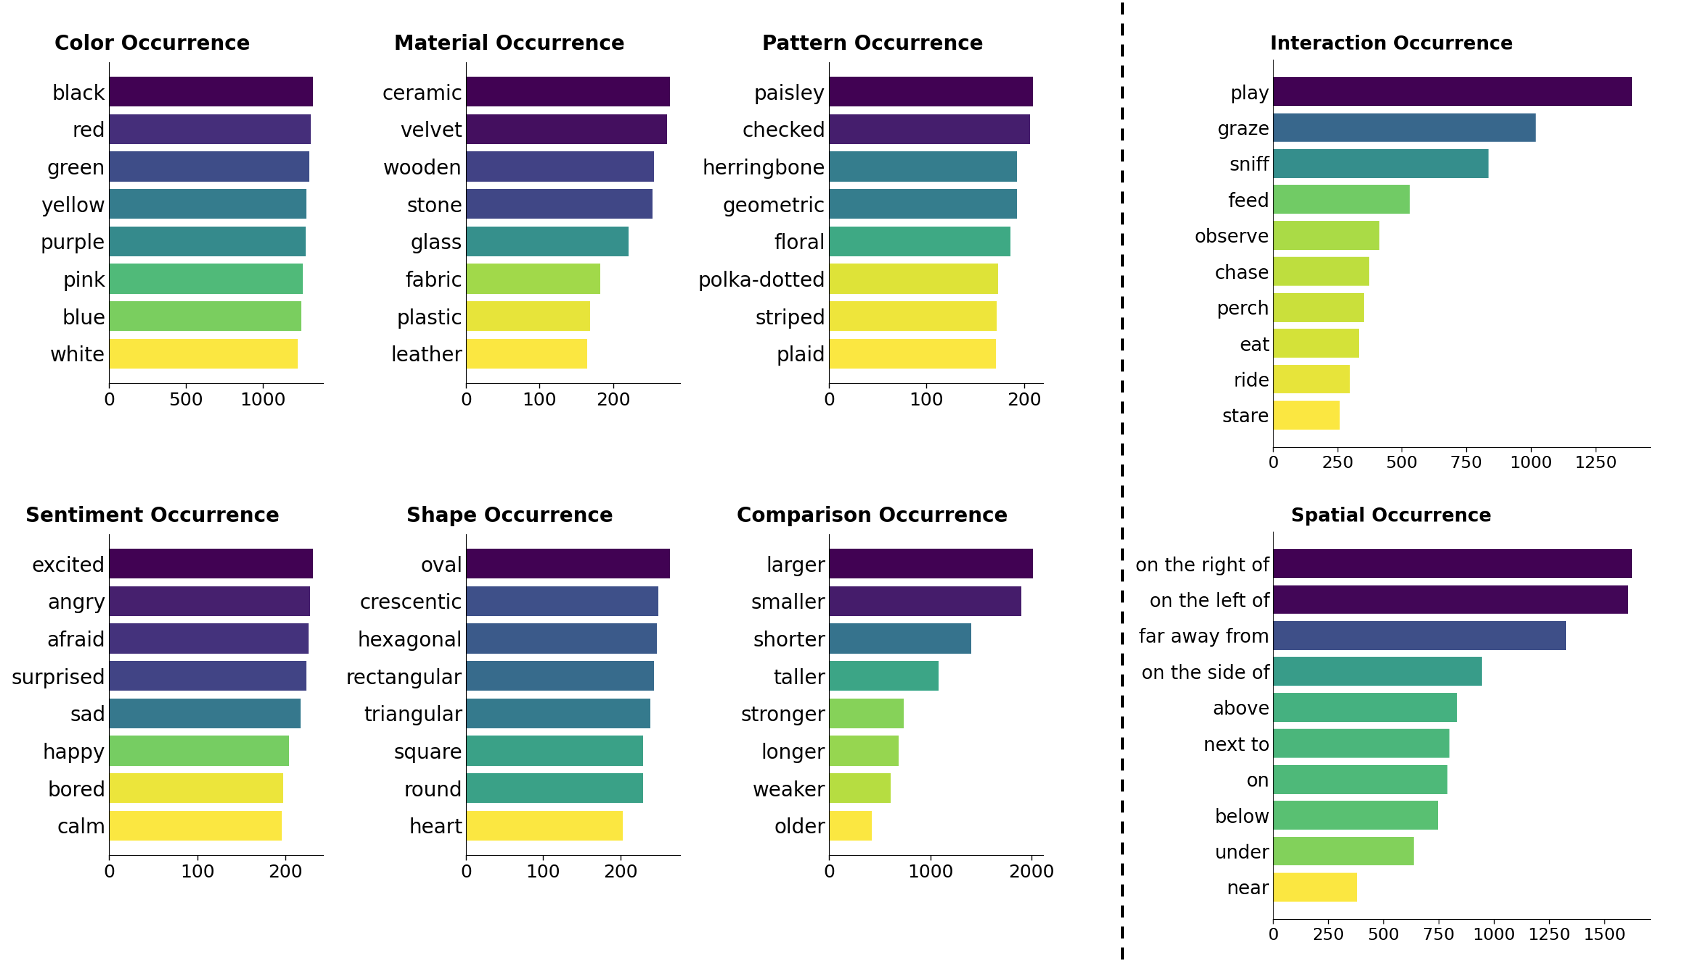 Color Occurrence
black
red
green
yellow
purple
pink
blue
white
0 500 1000
Material Occurrence
ceramic
velvet
wooden
stone
glass
fabric
plastic
leather
0 100 200
Pattern Occurrence
paisley
checked
herringbone
geometric
floral
polka-dotted
striped
plaid
0 100 200
Interaction Occurrence
play
graze
sniff
feed
observe
chase
perch
eat
ride
stare
0 250 500 750 1000 1250
Sentiment Occurrence
excited
angry
afraid
surprised
sad
happy
bored
calm
0 100 200
Shape Occurrence
oval
crescentic
hexagonal
rectangular
triangular
square
round
heart
0 100 200
Comparison Occurrence
larger
smaller
shorter
taller
stronger
longer
weaker
older
0 1000 2000
Spatial Occurrence
on the right of
on the left of
far away from
on the side of
above
next to
on
below
under
near
0 250 500 750 1000 1250 1500